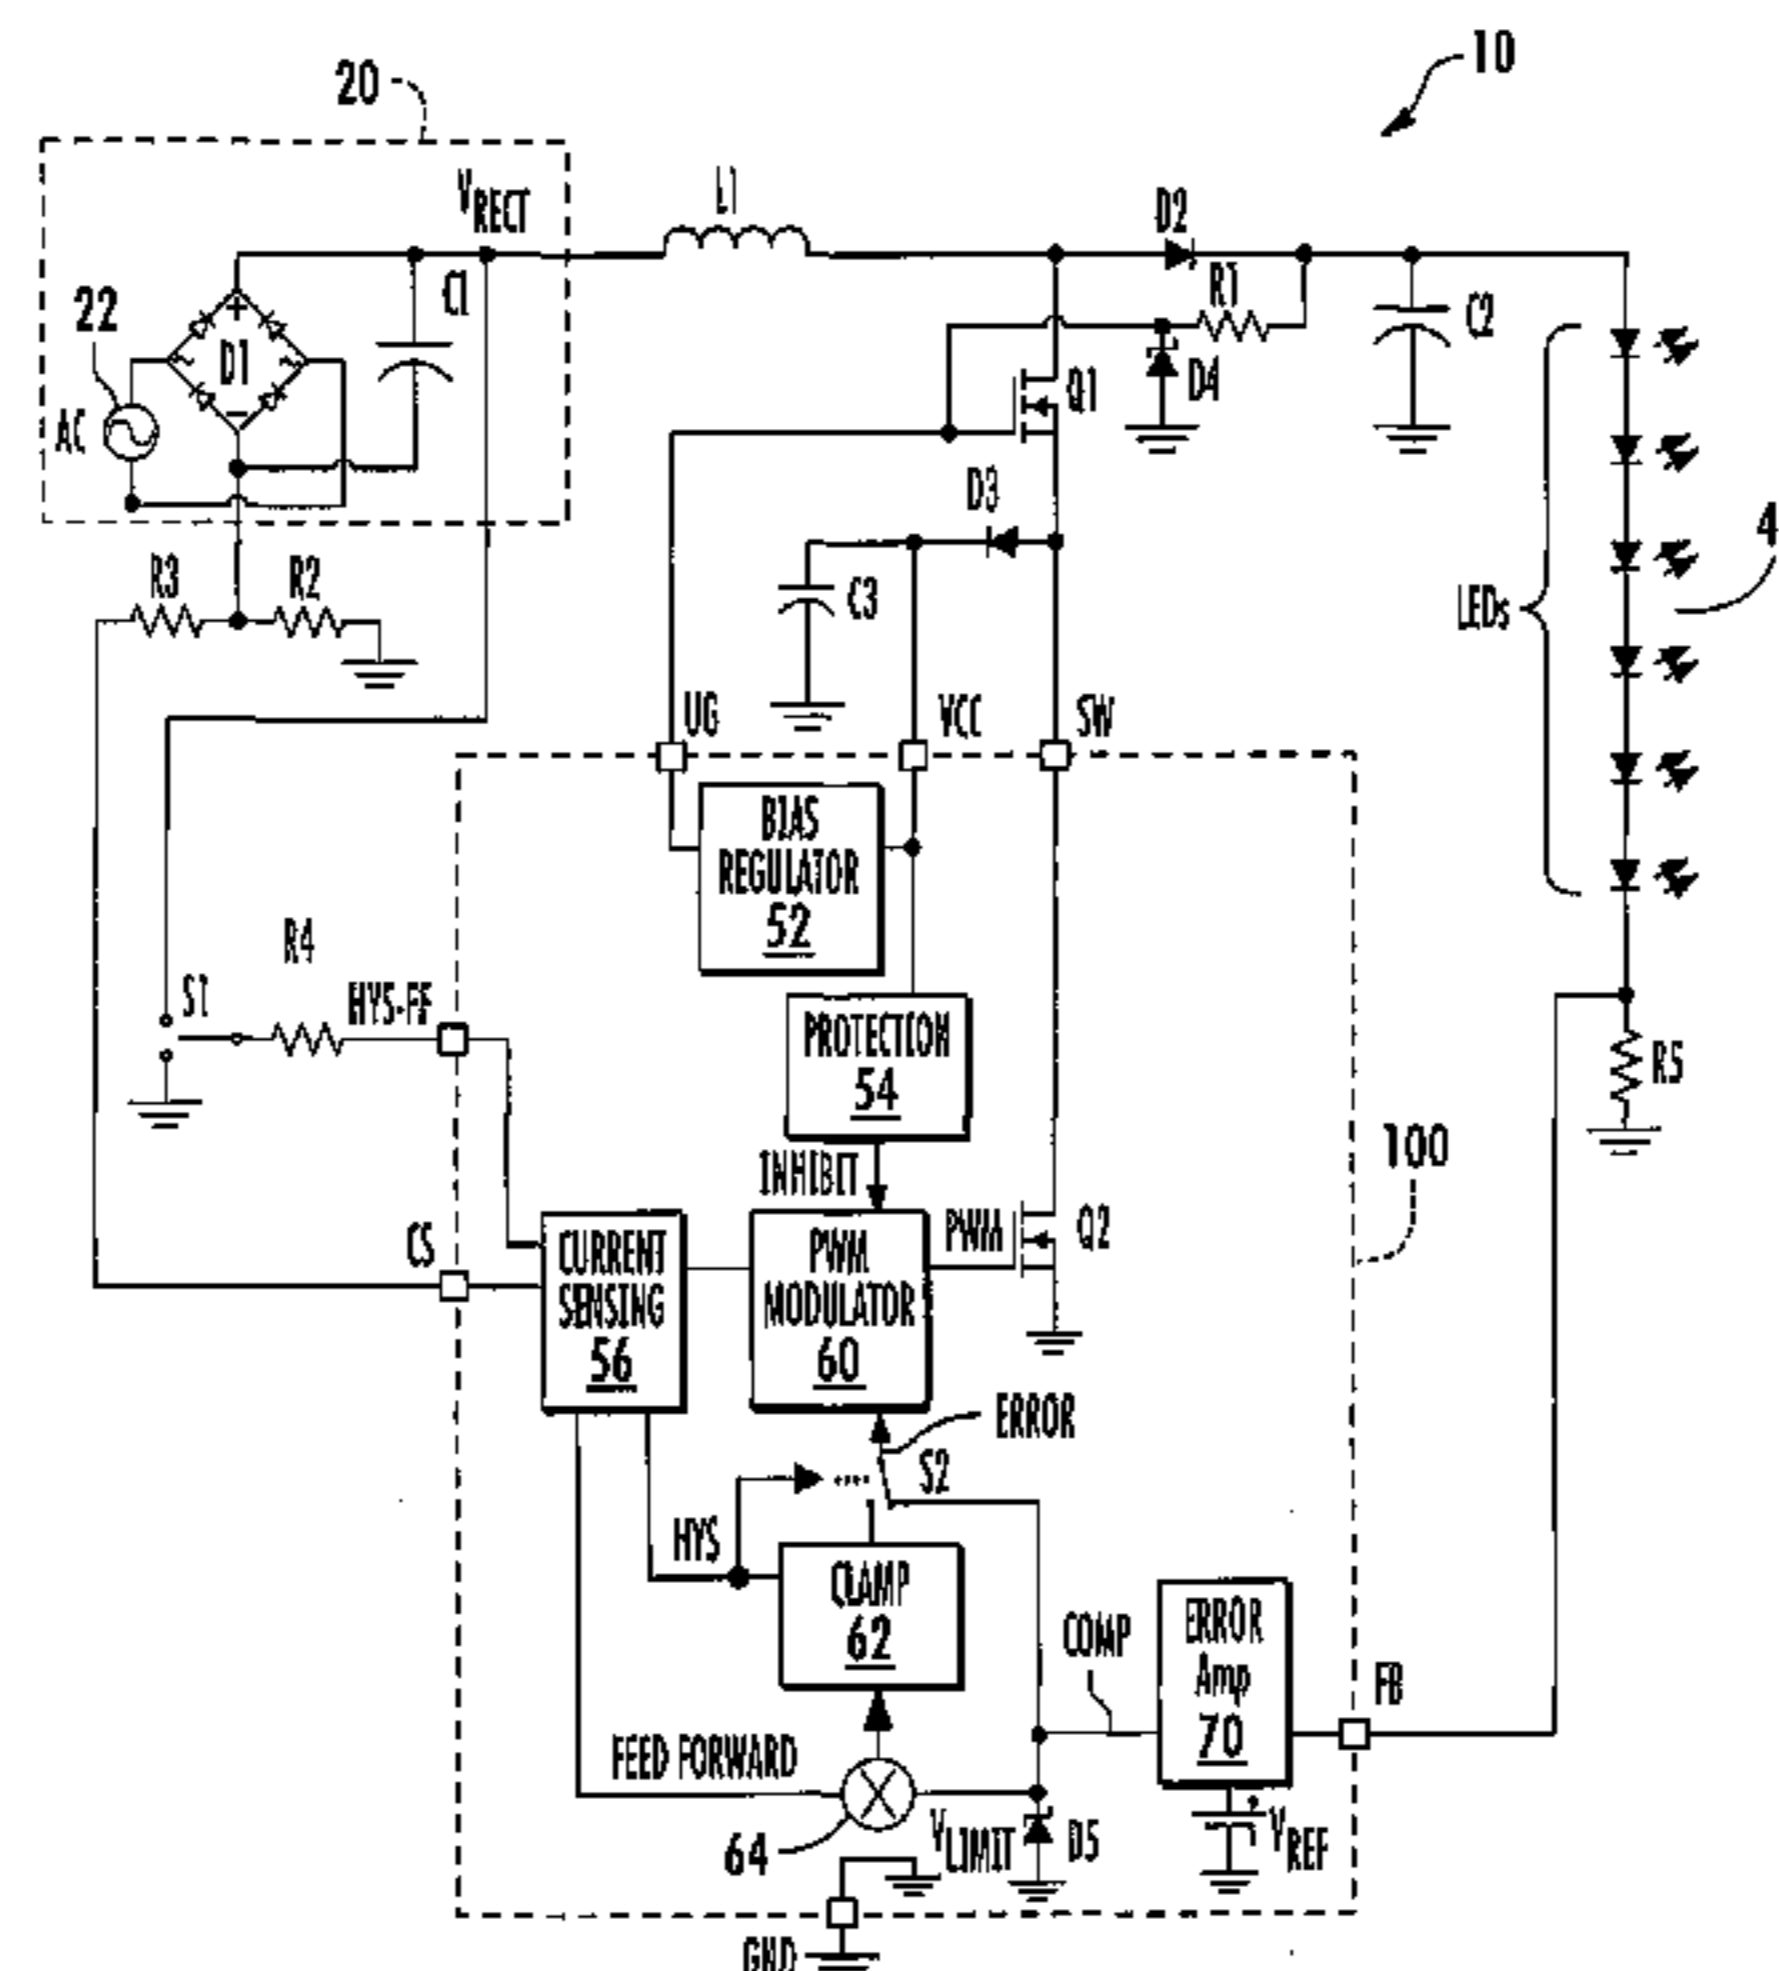 10
20
VRECT
L1
D2
22
C1
D1
AC
R1
C2
Q1
D4
D3
R3
R2
C3
LEDs
4
UG
VCC
SW
BIAS
REGULATOR
52
R4
S1
HYS-FF
PROTECTION
54
R5
100
INHIBIT
CS
CURRENT
SENSING
56
PWM
MODULATOR
60
PWM
Q2
ERROR
S2
HYS
CLAMP
62
COMP
ERROR
Amp
70
FB
FEED FORWARD
64
VLIMIT
D5
VREF
GND